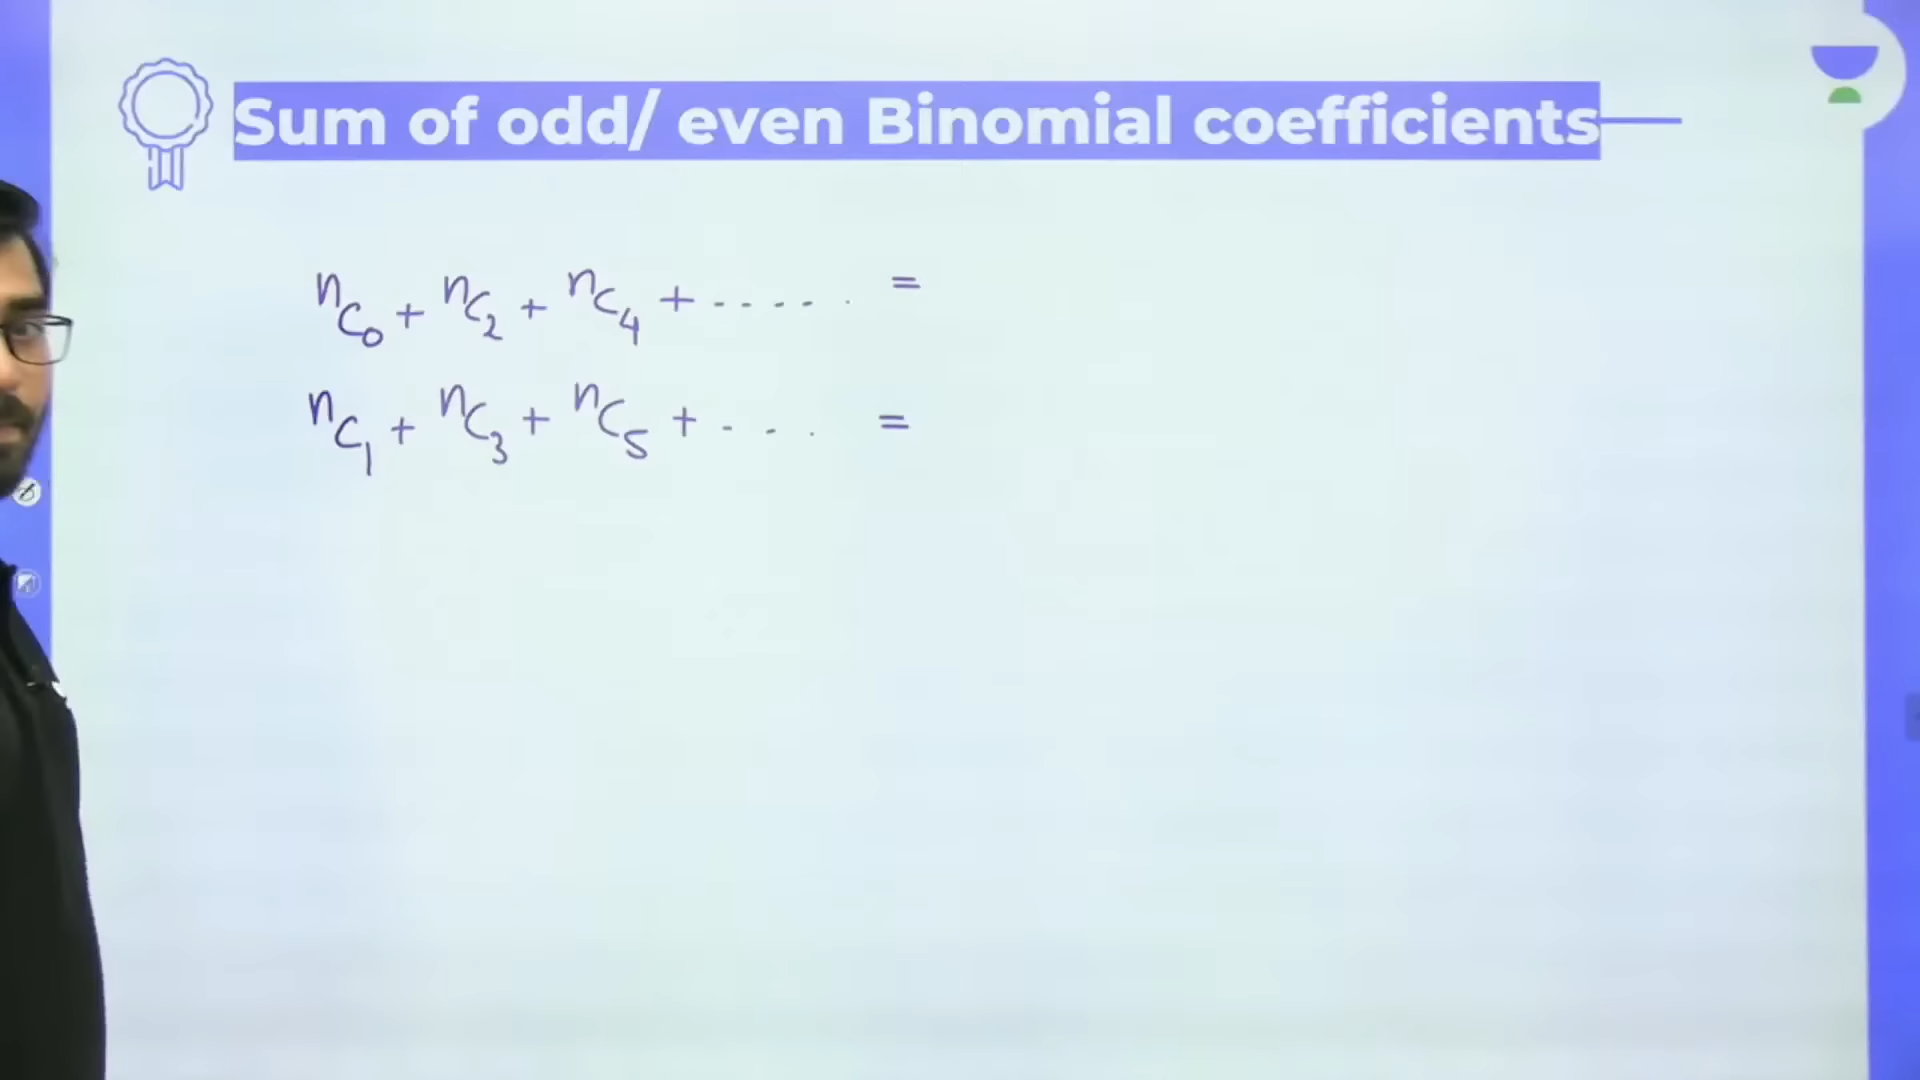 Sum of odd/ even Binomial coefficients
nC0 + nC2 + nC4 + ----- . =
nC1 + nC3 + nC5 + - - . =